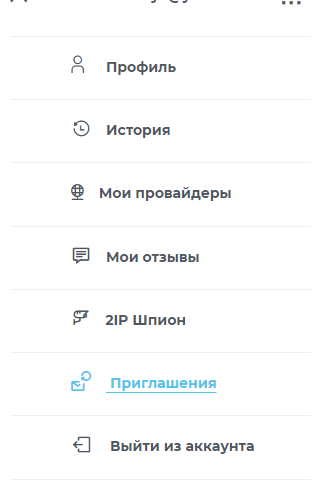 Профиль
История
Мои провайдеры
Мои отзывы
2IP Шпион
Приглашения
Выйти из аккаунта